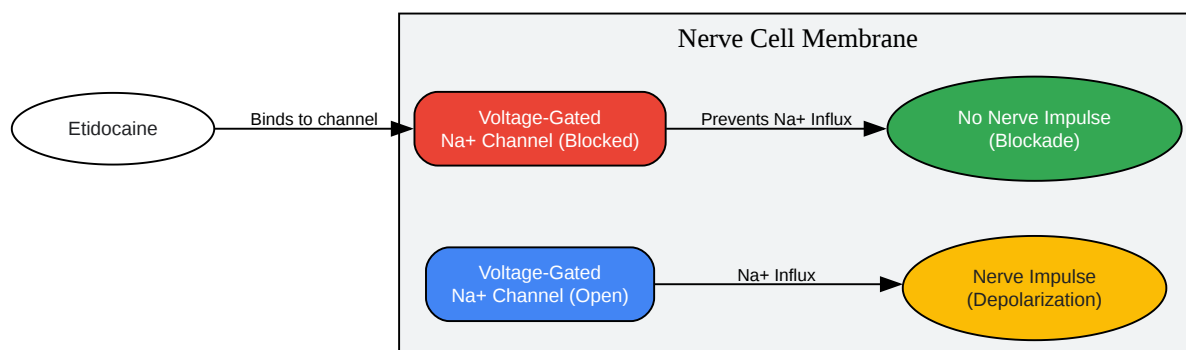 Nerve Cell Membrane
Etidocaine
Binds to channel
Voltage-Gated
Na+ Channel (Blocked)
Prevents Na+ Influx
No Nerve Impulse
(Blockade)
Voltage-Gated
Na+ Channel (Open)
Na+ Influx
Nerve Impulse
(Depolarization)